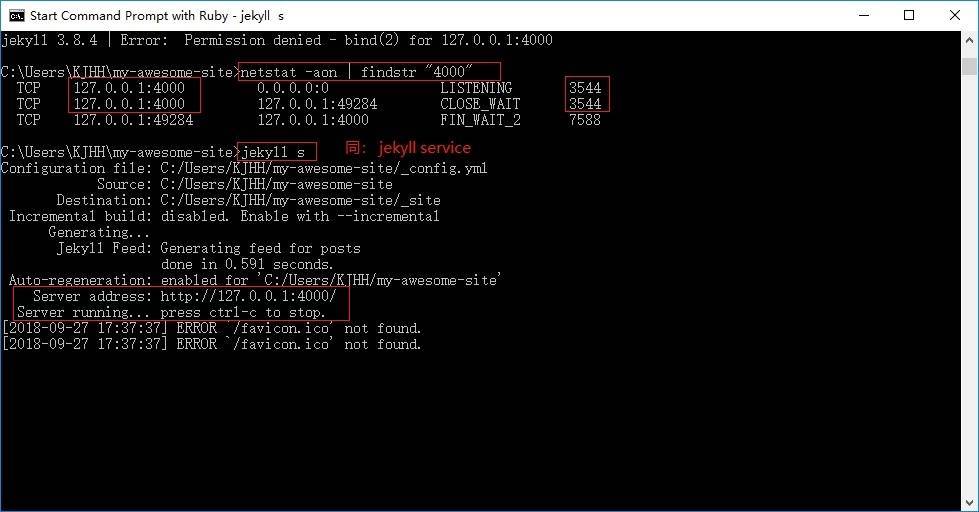 Start Command Prompt with Ruby - jekyll  s
jekyll 3.8.4 | Error:  Permission denied - bind(2) for 127.0.0.1:4000
C:\Users\KJHH\my-awesome-site>netstat -aon | findstr "4000"
TCP    127.0.0.1:4000    0.0.0.0:0    LISTENING    3544
TCP    127.0.0.1:4000    127.0.0.1:49284    CLOSE_WAIT    3544
TCP    127.0.0.1:49284    127.0.0.1:4000    FIN_WAIT_2    7588
C:\Users\KJHH\my-awesome-site>jekyll s    同： jekyll service
Configuration file: C:/Users/KJHH/my-awesome-site/_config.yml
Source: C:/Users/KJHH/my-awesome-site
Destination: C:/Users/KJHH/my-awesome-site/_site
Incremental build: disabled. Enable with --incremental
Generating...
Jekyll Feed: Generating feed for posts
done in 0.591 seconds.
Auto-regeneration: enabled for 'C:/Users/KJHH/my-awesome-site'
Server address: http://127.0.0.1:4000/
Server running... press ctrl-c to stop.
[2018-09-27 17:37:37] ERROR `/favicon.ico' not found.
[2018-09-27 17:37:37] ERROR `/favicon.ico' not found.